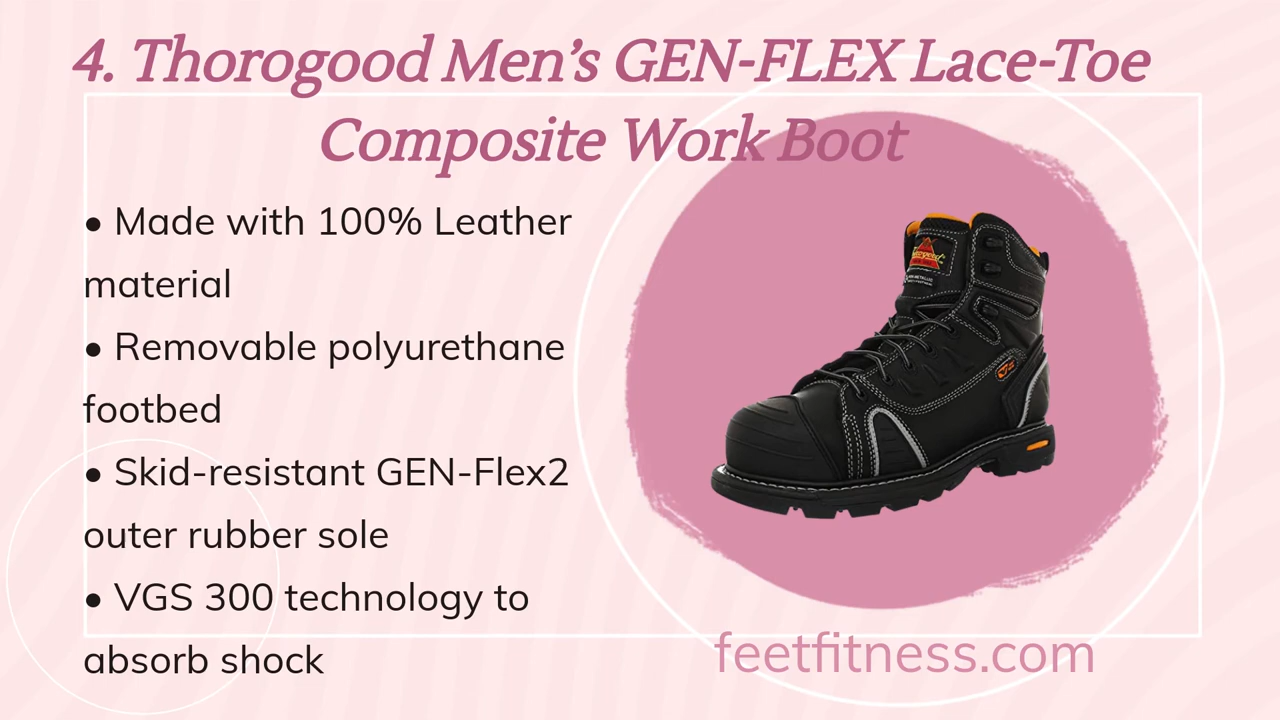 4. Thorogood Men’s GEN-FLEX Lace-Toe
Composite Work Boot
• Made with 100% Leather
material
• Removable polyurethane
footbed
• Skid-resistant GEN-Flex2
outer rubber sole
• VGS 300 technology to
absorb shock
feetfitness.com